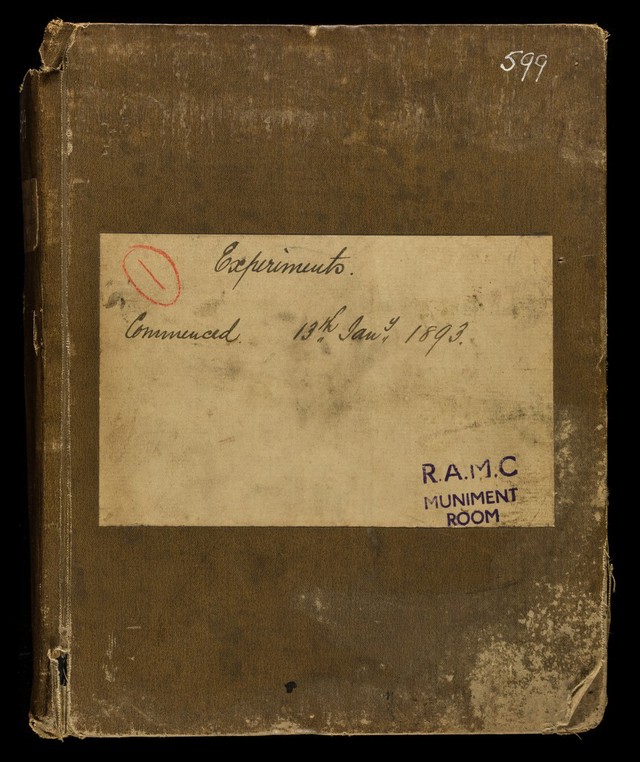 599
1
Experiments.
Commenced. 13th Jany. 1893.
R.A.M.C
MUNIMENT
ROOM